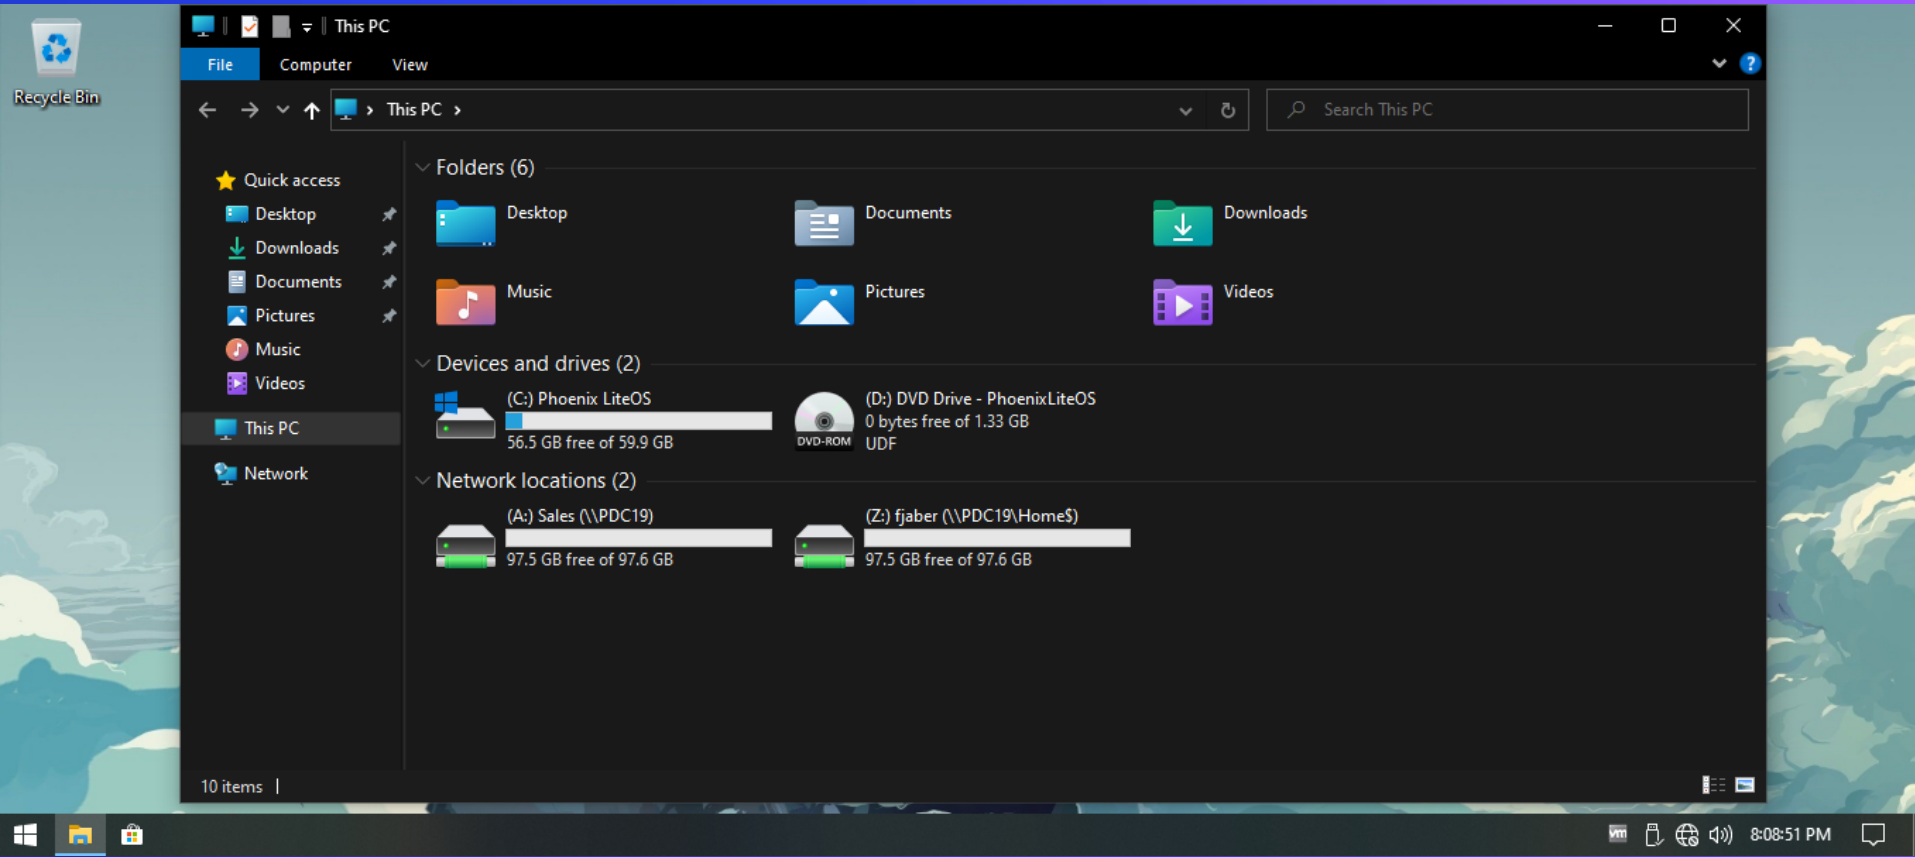 Recycle Bin
This PC
File
Computer
View
?
This PC
Search This PC
Quick access
Desktop
Downloads
Documents
Pictures
Music
Videos
This PC
Network
Folders (6)
Desktop
Documents
Downloads
Music
Pictures
Videos
Devices and drives (2)
(C:) Phoenix LiteOS
56.5 GB free of 59.9 GB
DVD-ROM
(D:) DVD Drive - PhoenixLiteOS
0 bytes free of 1.33 GB
UDF
Network locations (2)
(A:) Sales (\\PDC19)
97.5 GB free of 97.6 GB
(Z:) fjaber (\\PDC19\Home$)
97.5 GB free of 97.6 GB
10 items
vm
8:08:51 PM